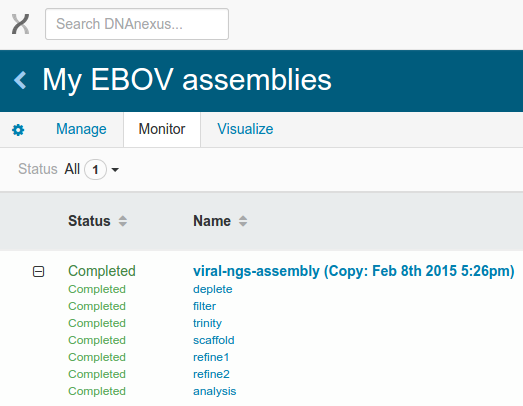 Search DNAnexus...
My EBOV assemblies
Manage Monitor Visualize
Status All 1
Status Name
Completed viral-ngs-assembly (Copy: Feb 8th 2015 5:26pm)
Completed deplete
Completed filter
Completed trinity
Completed scaffold
Completed refine1
Completed refine2
Completed analysis